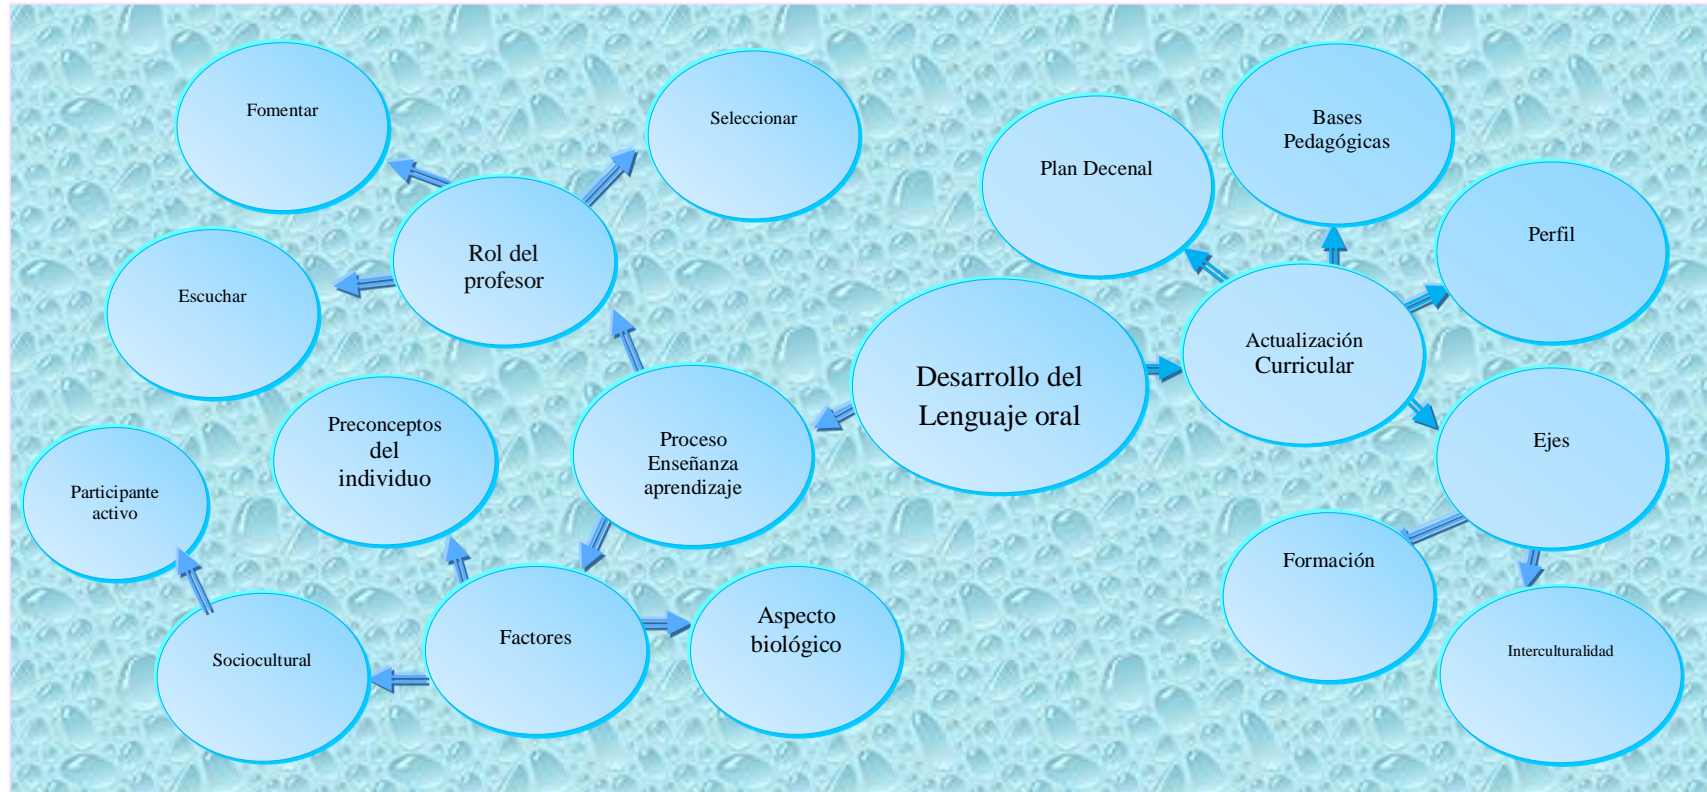 Fomentar
Seleccionar
Bases
Pedagógicas
Plan Decenal
Perfil
Rol del
profesor
Escuchar
Actualización
Curricular
Desarrollo del
Lenguaje oral
Preconceptos
del
individuo
Proceso
Enseñanza
aprendizaje
Ejes
Participante
activo
Formación
Aspecto
biológico
Factores
Sociocultural
Interculturalidad